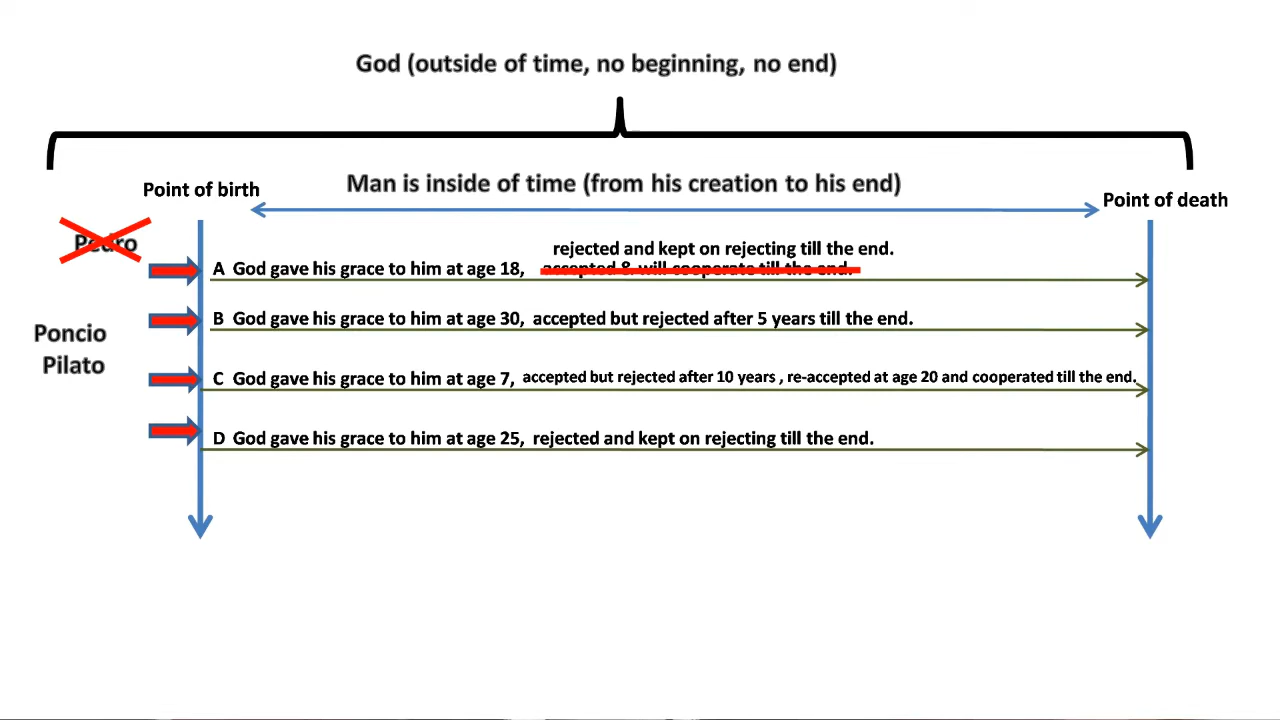 God (outside of time, no beginning, no end)
Point of birth
Man is inside of time (from his creation to his end)
Point of death
Pedro
rejected and kept on rejecting till the end.
A God gave his grace to him at age 18, accepted & will cooperate till the end.
B God gave his grace to him at age 30, accepted but rejected after 5 years till the end.
Poncio
Pilato
C God gave his grace to him at age 7, accepted but rejected after 10 years , re-accepted at age 20 and cooperated till the end.
D God gave his grace to him at age 25, rejected and kept on rejecting till the end.